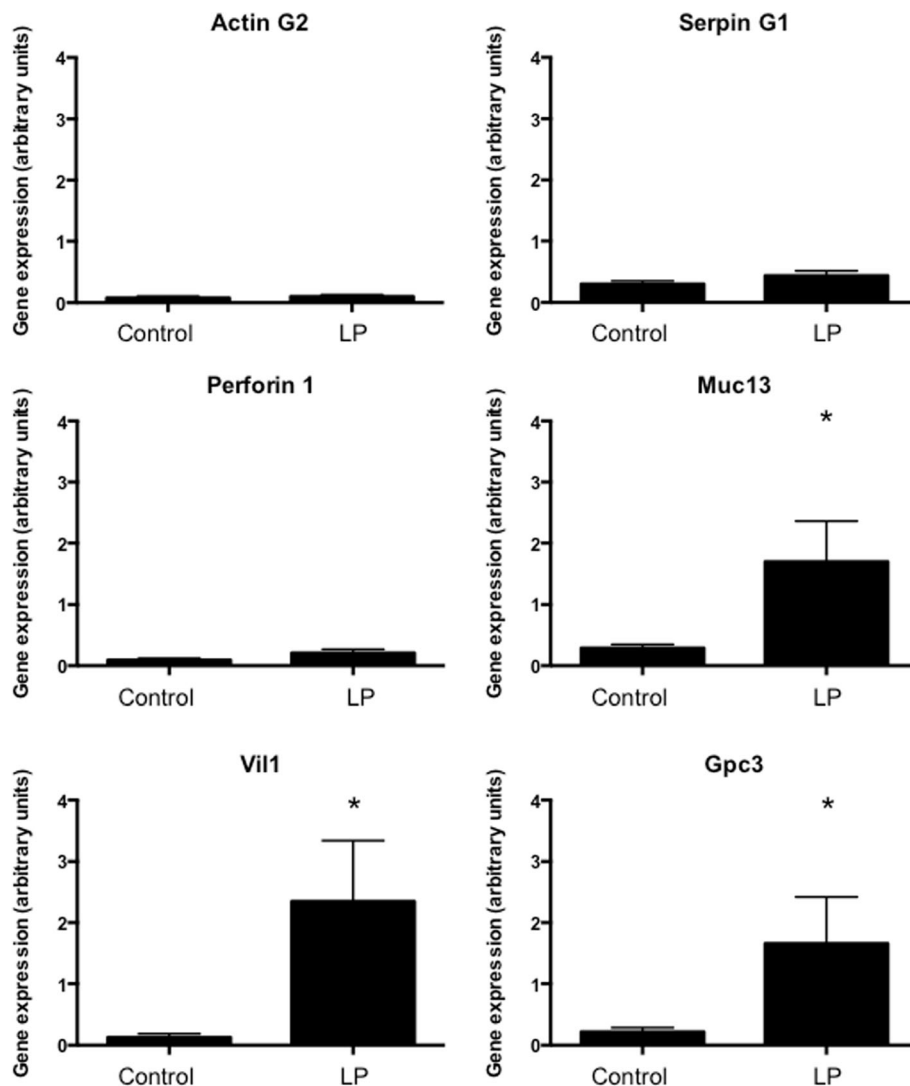 Actin G2
Gene expression (arbitrary units)
4
3
2
1
0
Control LP
Serpin G1
Gene expression (arbitrary units)
4
3
2
1
0
Control LP
Perforin 1
Gene expression (arbitrary units)
4
3
2
1
0
Control LP
Muc13
Gene expression (arbitrary units)
4
3
2
1
0
*
Control LP
Vil1
Gene expression (arbitrary units)
4
3
2
1
0
*
Control LP
Gpc3
Gene expression (arbitrary units)
4
3
2
1
0
*
Control LP